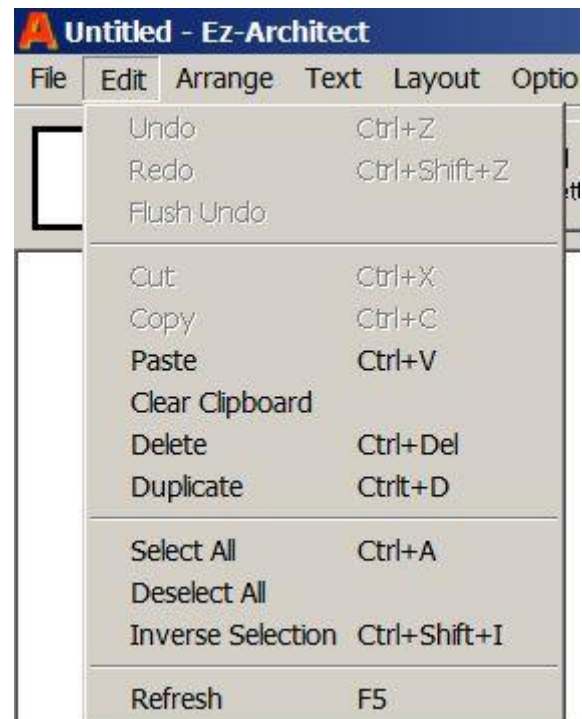 Untitled - Ez-Architect
File Edit Arrange Text Layout Optio
Undo Ctrl+Z
Redo Ctrl+Shift+Z
Flush Undo
Cut Ctrl+X
Copy Ctrl+C
Paste Ctrl+V
Clear Clipboard
Delete Ctrl+Del
Duplicate Ctrlt+D
Select All Ctrl+A
Deselect All
Inverse Selection Ctrl+Shift+I
Refresh F5